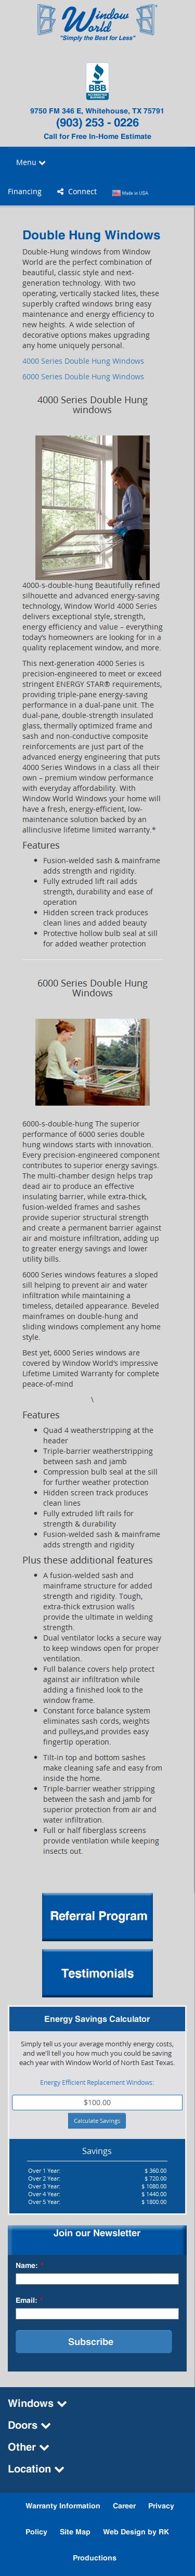 Window
World
"Simply the Best for Less"
BBB
ACCREDITED
BUSINESS
9750 FM 346 E, Whitehouse, TX 75791
(903) 253 - 0226
Call for Free In-Home Estimate
Menu
Financing
Connect
Made in USA
Double Hung Windows
Double-Hung windows from Window
World are the perfect combination of
beautiful, classic style and next-
generation technology. With two
operating, vertically stacked lites, these
superbly crafted windows bring easy
maintenance and energy efficiency to
new heights. A wide selection of
decorative options makes upgrading
any home uniquely personal.
4000 Series Double Hung Windows
6000 Series Double Hung Windows
4000 Series Double Hung
windows
4000-s-double-hung Beautifully refined
silhouette and advanced energy-saving
technology, Window World 4000 Series
delivers exceptional style, strength,
energy efficiency and value – everything
today's homeowners are looking for in a
quality replacement window, and more.
This next-generation 4000 Series is
precision-engineered to meet or exceed
stringent ENERGY STAR® requirements,
providing triple-pane energy-saving
performance in a dual-pane unit. The
dual-pane, double-strength insulated
glass, thermally optimized frame and
sash and non-conductive composite
reinforcements are just part of the
advanced energy engineering that puts
4000 Series Windows in a class all their
own – premium window performance
with everyday affordability. With
Window World Windows your home will
have a fresh, energy-efficient, low-
maintenance solution backed by an
allinclusive lifetime limited warranty.*
Features
Fusion-welded sash & mainframe
adds strength and rigidity.
Fully extruded lift rail adds
strength, durability and ease of
operation
Hidden screen track produces
clean lines and added beauty
Protective hollow bulb seal at sill
for added weather protection
6000 Series Double Hung
Windows
6000-s-double-hung The superior
performance of 6000 series double
hung windows starts with innovation.
Every precision-engineered component
contributes to superior energy savings.
The multi-chamber design helps trap
dead air to produce an effective
insulating barrier, while extra-thick,
fusion-welded frames and sashes
provide superior structural strength
and create a permanent barrier against
air and moisture infiltration, adding up
to greater energy savings and lower
utility bills.
6000 Series windows features a sloped
sill helping to prevent air and water
infiltration while maintaining a
timeless, detailed appearance. Beveled
mainframes on double-hung and
sliding windows complement any home
style.
Best yet, 6000 Series windows are
covered by Window World's impressive
Lifetime Limited Warranty for complete
peace-of-mind
\
Features
Quad 4 weatherstripping at the
header
Triple-barrier weatherstripping
between sash and jamb
Compression bulb seal at the sill
for further weather protection
Hidden screen track produces
clean lines
Fully extruded lift rails for
strength & durability
Fusion-welded sash & mainframe
adds strength and rigidity
Plus these additional features
A fusion-welded sash and
mainframe structure for added
strength and rigidity. Tough,
extra-thick extrusion walls
provide the ultimate in welding
strength.
Dual ventilator locks a secure way
to keep windows open for proper
ventilation.
Full balance covers help protect
against air infiltration while
adding a finished look to the
window frame.
Constant force balance system
eliminates sash cords, weights
and pulleys,and provides easy
fingertip operation.
Tilt-in top and bottom sashes
make cleaning safe and easy from
inside the home.
Triple-barrier weather stripping
between the sash and jamb for
superior protection from air and
water infiltration.
Full or half fiberglass screens
provide ventilation while keeping
insects out.
Referral Program
Testimonials
Energy Savings Calculator
Simply tell us your average monthly energy costs,
and we'll tell you how much you could be saving
each year with Window World of North East Texas.
Energy Efficient Replacement Windows:
$100.00
Calculate Savings
Savings
Over 1 Year: $ 360.00
Over 2 Year: $ 720.00
Over 3 Year: $ 1080.00
Over 4 Year: $ 1440.00
Over 5 Year: $ 1800.00
Join our Newsletter
Name: *
Email: *
Subscribe
Windows
Doors
Other
Location
Warranty Information Career Privacy
Policy Site Map Web Design by RK
Productions